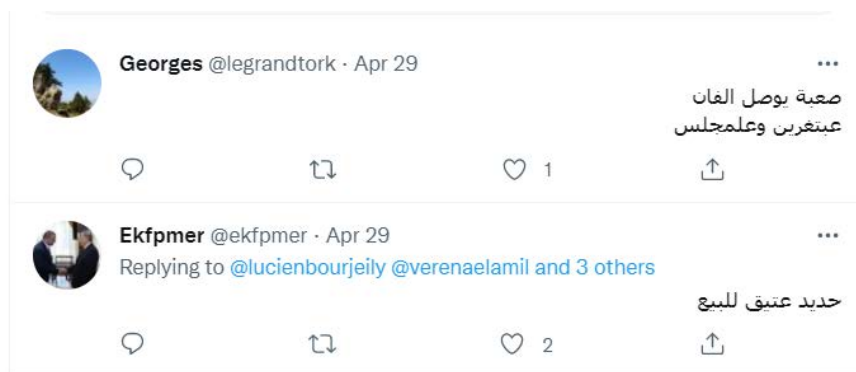 Georges @legrandtork · Apr 29
صعبة يوصل الفان
عبتغرين وعلمجلس
1
Ekfpmer @ekfpmer · Apr 29
Replying to @lucienbourjeily @verenaelamil and 3 others
حديد عتيق للبيع
2